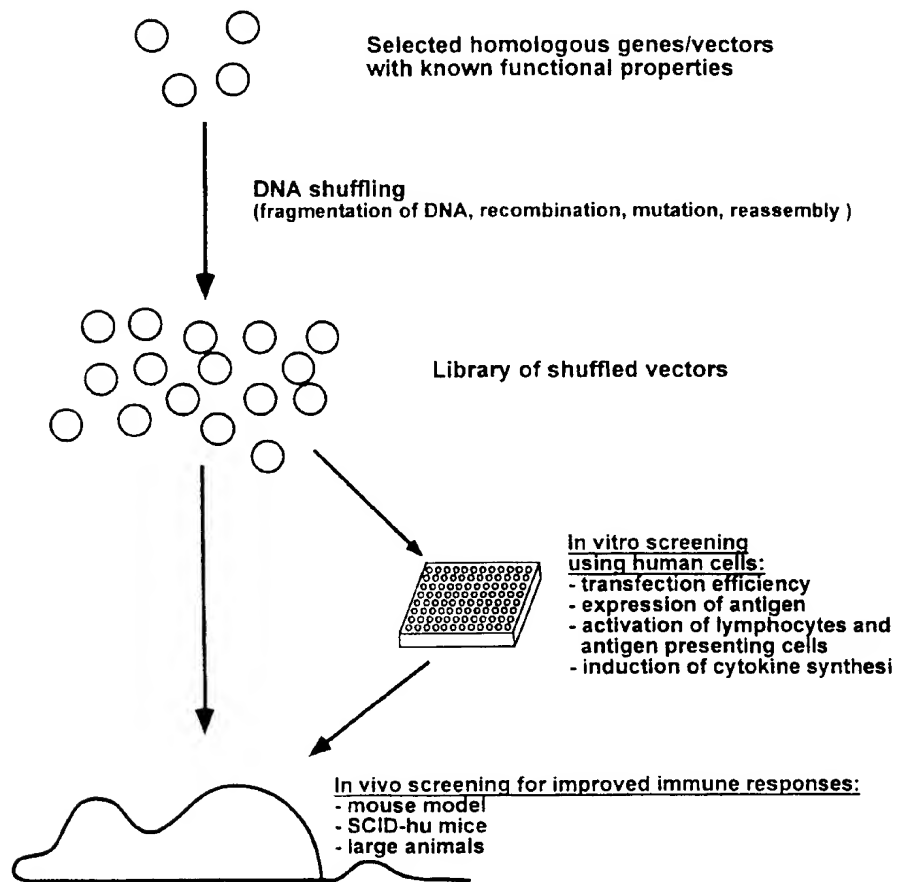 Selected homologous genes/vectors
with known functional properties
DNA shuffling
(fragmentation of DNA, recombination, mutation, reassembly )
Library of shuffled vectors
In vitro screening
using human cells:
- transfection efficiency
- expression of antigen
- activation of lymphocytes and
antigen presenting cells
- induction of cytokine synthesi
In vivo screening for improved immune responses:
- mouse model
- SCID-hu mice
- large animals